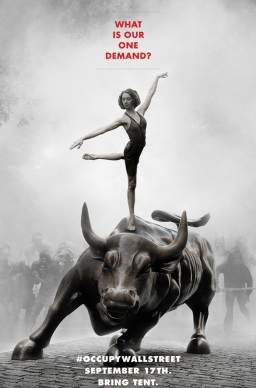 WHAT
IS OUR
ONE
DEMAND?
#OCCUPYWALLSTREET
SEPTEMBER 17TH.
BRING TENT.